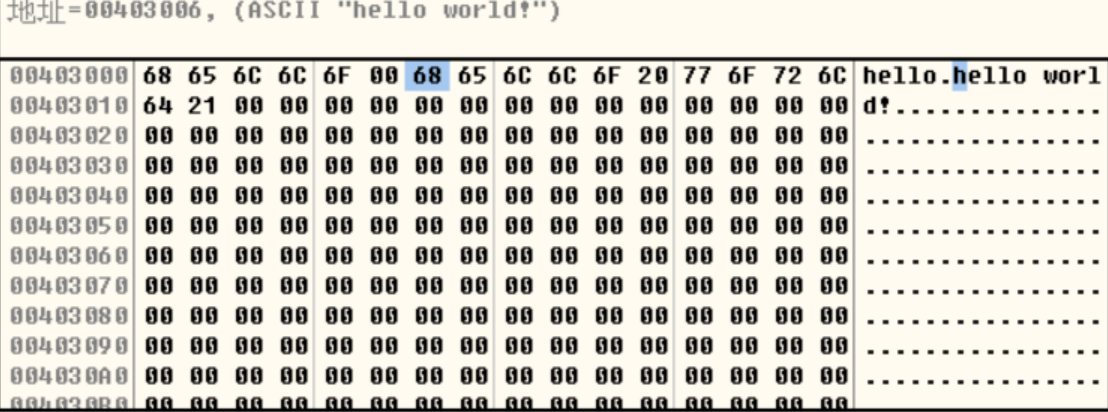 地址=00403006, (ASCII "hello world!")
00403000 68 65 6C 6C 6F 00 68 65 6C 6C 6F 20 77 6F 72 6C hello.hello worl
00403010 64 21 00 00 00 00 00 00 00 00 00 00 00 00 00 00 d!..............
00403020 00 00 00 00 00 00 00 00 00 00 00 00 00 00 00 00 ................
00403030 00 00 00 00 00 00 00 00 00 00 00 00 00 00 00 00 ................
00403040 00 00 00 00 00 00 00 00 00 00 00 00 00 00 00 00 ................
00403050 00 00 00 00 00 00 00 00 00 00 00 00 00 00 00 00 ................
00403060 00 00 00 00 00 00 00 00 00 00 00 00 00 00 00 00 ................
00403070 00 00 00 00 00 00 00 00 00 00 00 00 00 00 00 00 ................
00403080 00 00 00 00 00 00 00 00 00 00 00 00 00 00 00 00 ................
00403090 00 00 00 00 00 00 00 00 00 00 00 00 00 00 00 00 ................
004030A0 00 00 00 00 00 00 00 00 00 00 00 00 00 00 00 00 ................
004030B0 00 00 00 00 00 00 00 00 00 00 00 00 00 00 00 00